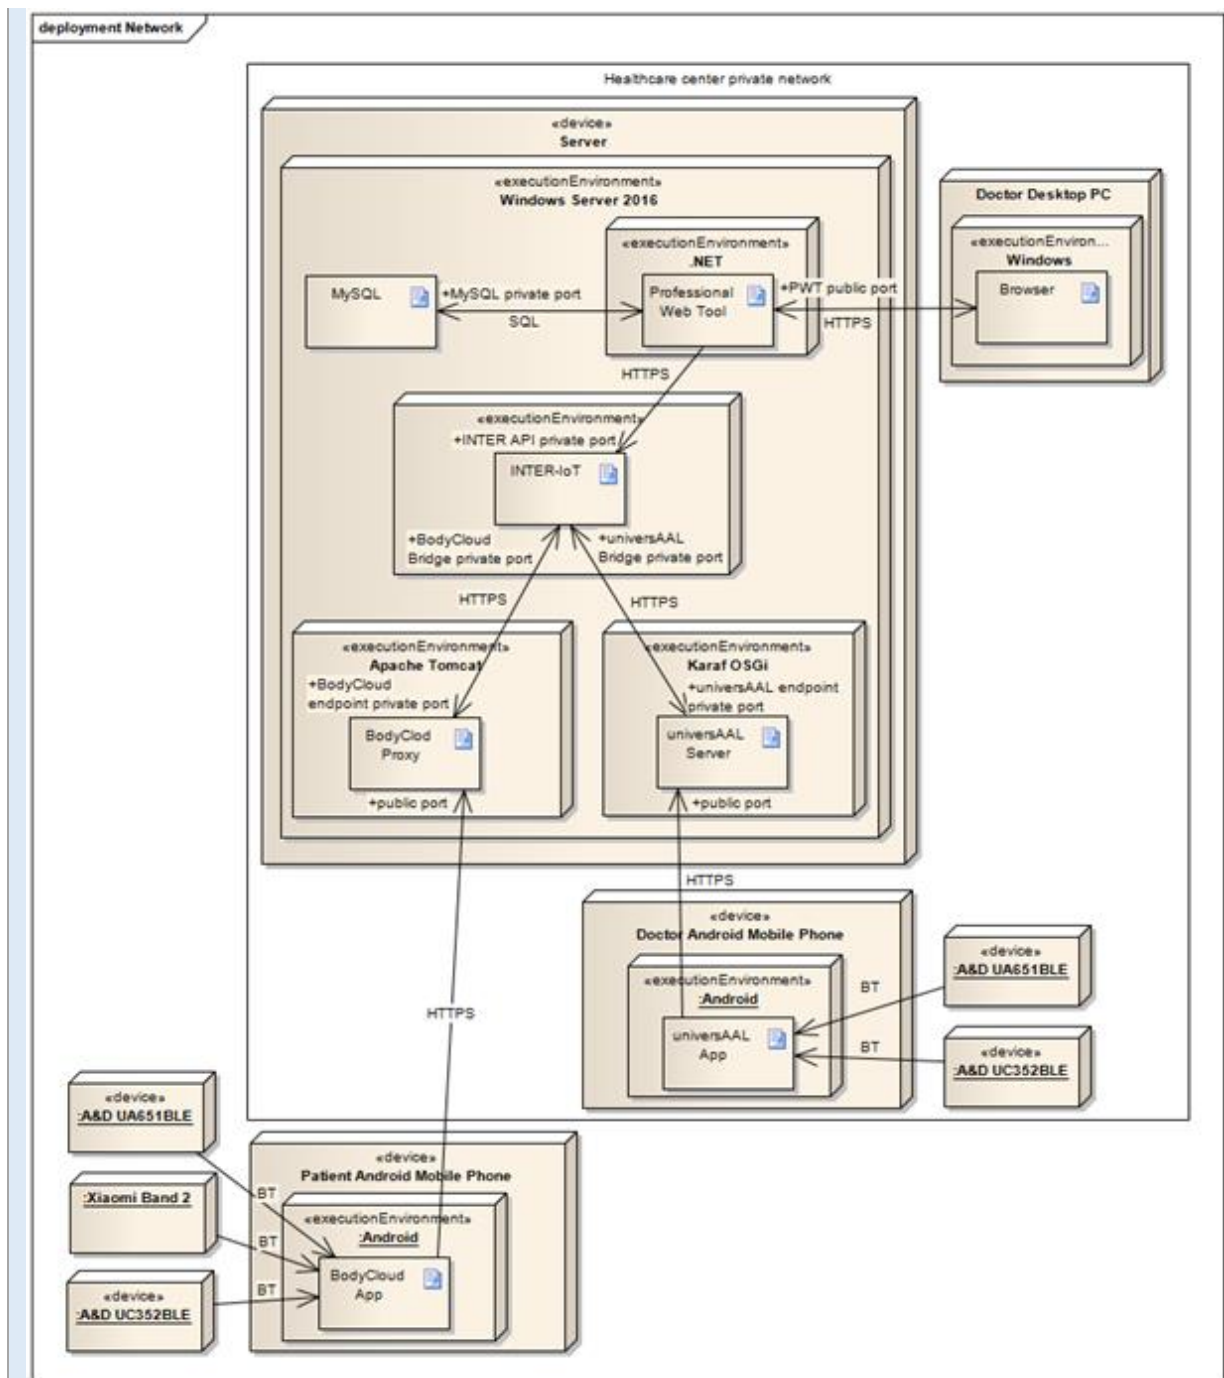 deployment Network
Healthcare center private network
«device»
Server
«executionEnvironment»
Windows Server 2016
«executionEnvironment»
.NET
MySQL
+MySQL private port
SQL
Professional
Web Tool
+PWT public port
HTTPS
Doctor Desktop PC
«executionEnviron...
Windows
Browser
HTTPS
«executionEnvironment»
+INTER API private port
INTER-IoT
+BodyCloud
Bridge private port
+universAAL
Bridge private port
HTTPS
HTTPS
«executionEnvironment»
Apache Tomcat
+BodyCloud
endpoint private port
BodyClod
Proxy
+public port
«executionEnvironment»
Karaf OSGi
+universAAL endpoint
private port
universAAL
Server
+public port
HTTPS
«device»
Doctor Android Mobile Phone
«executionEnvironment»
:Android
universAAL
App
BT
BT
«device»
:A&D UA651BLE
«device»
:A&D UC352BLE
HTTPS
«device»
:A&D UA651BLE
:Xiaomi Band 2
«device»
:A&D UC352BLE
BT
BT
BT
«device»
Patient Android Mobile Phone
«executionEnvironment»
:Android
BodyCloud
App